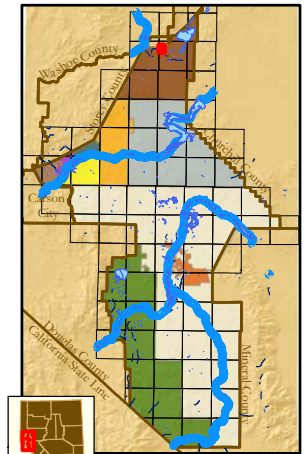 Washoe County
Storey County
Churchill County
Carson
City
Douglas County
California State Line
Mineral County